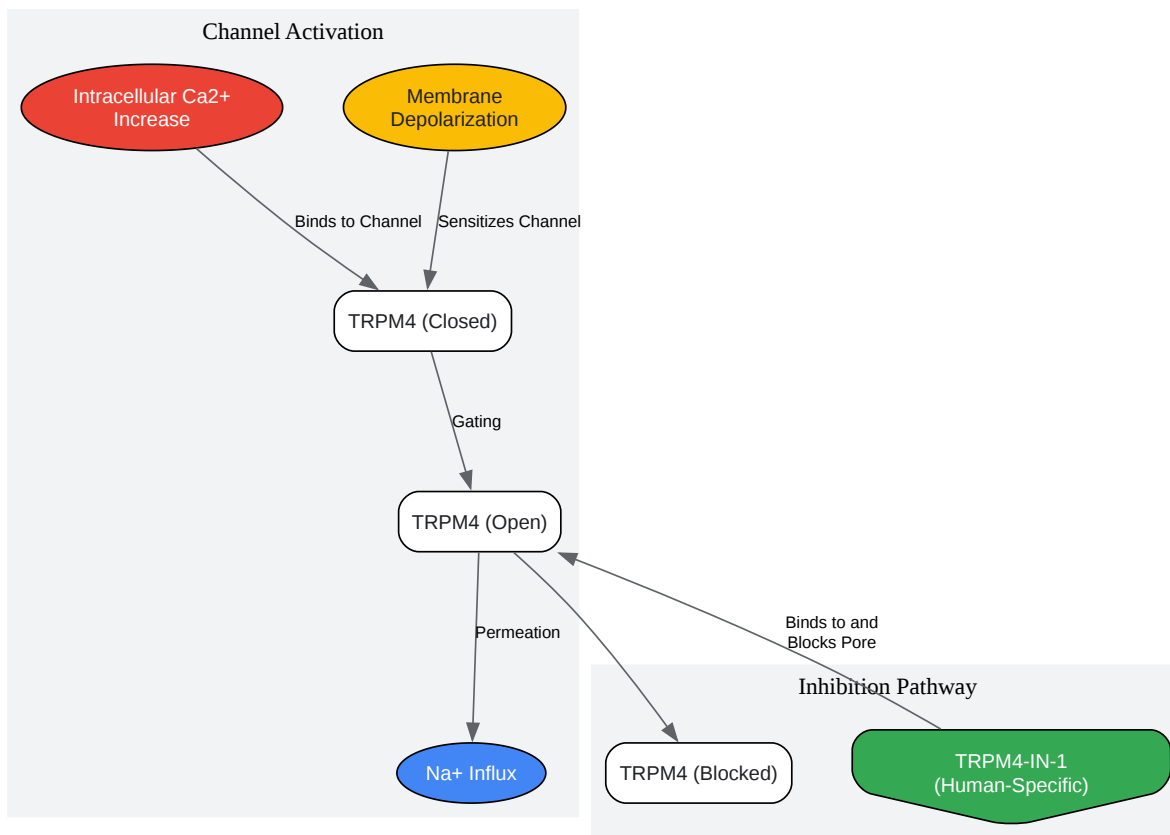 Channel Activation
Intracellular Ca2+
Increase
Membrane
Depolarization
Binds to Channel
Sensitizes Channel
TRPM4 (Closed)
Gating
TRPM4 (Open)
Permeation
Binds to and
Blocks Pore
Inhibition Pathway
Na+ Influx
TRPM4 (Blocked)
TRPM4-IN-1
(Human-Specific)